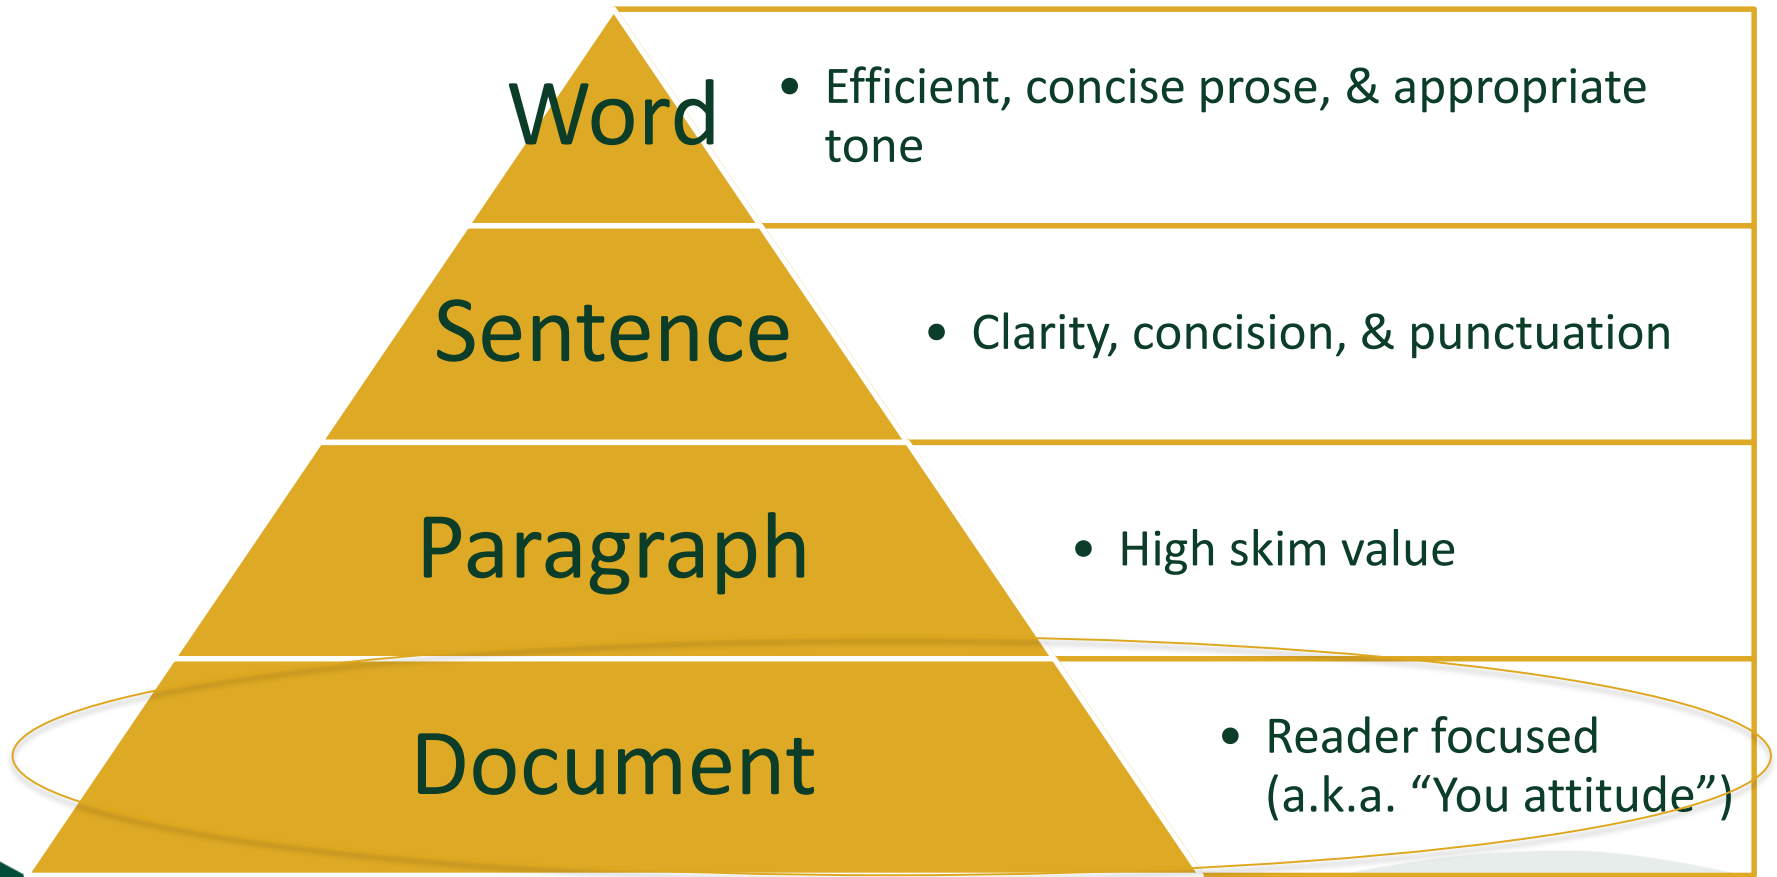 Word
• Efficient, concise prose, & appropriate
tone
Sentence
• Clarity, concision, & punctuation
Paragraph
• High skim value
Document
• Reader focused
(a.k.a. “You attitude”)